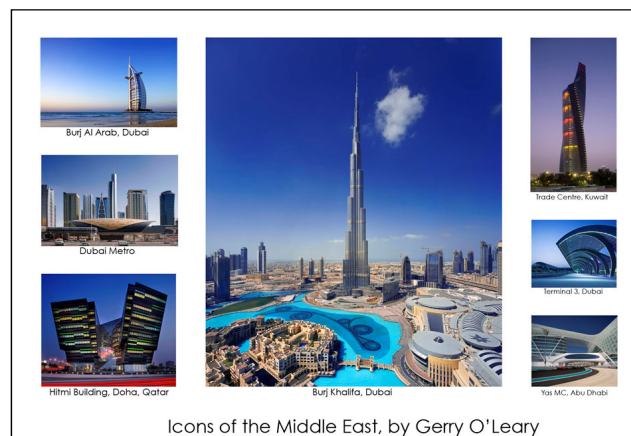 Burj Al Arab, Dubai
Dubai Metro
Hitmi Building, Doha, Qatar
Burj Khalifa, Dubai
Trade Centre, Kuwait
Terminal 3, Dubai
Yas MC, Abu Dhabi
Icons of the Middle East, by Gerry O'Leary